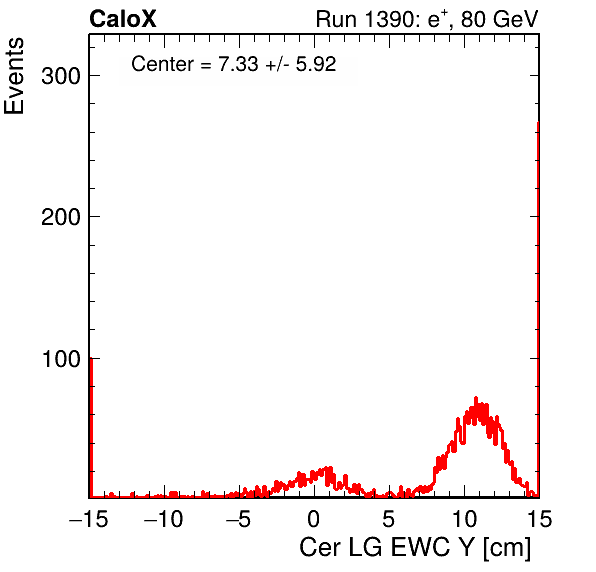 CaloX Run 1390: e⁺, 80 GeV
Events
Center = 7.33 +/- 5.92
300
200
100
−15 −10 −5 0 5 10 15
Cer LG EWC Y [cm]